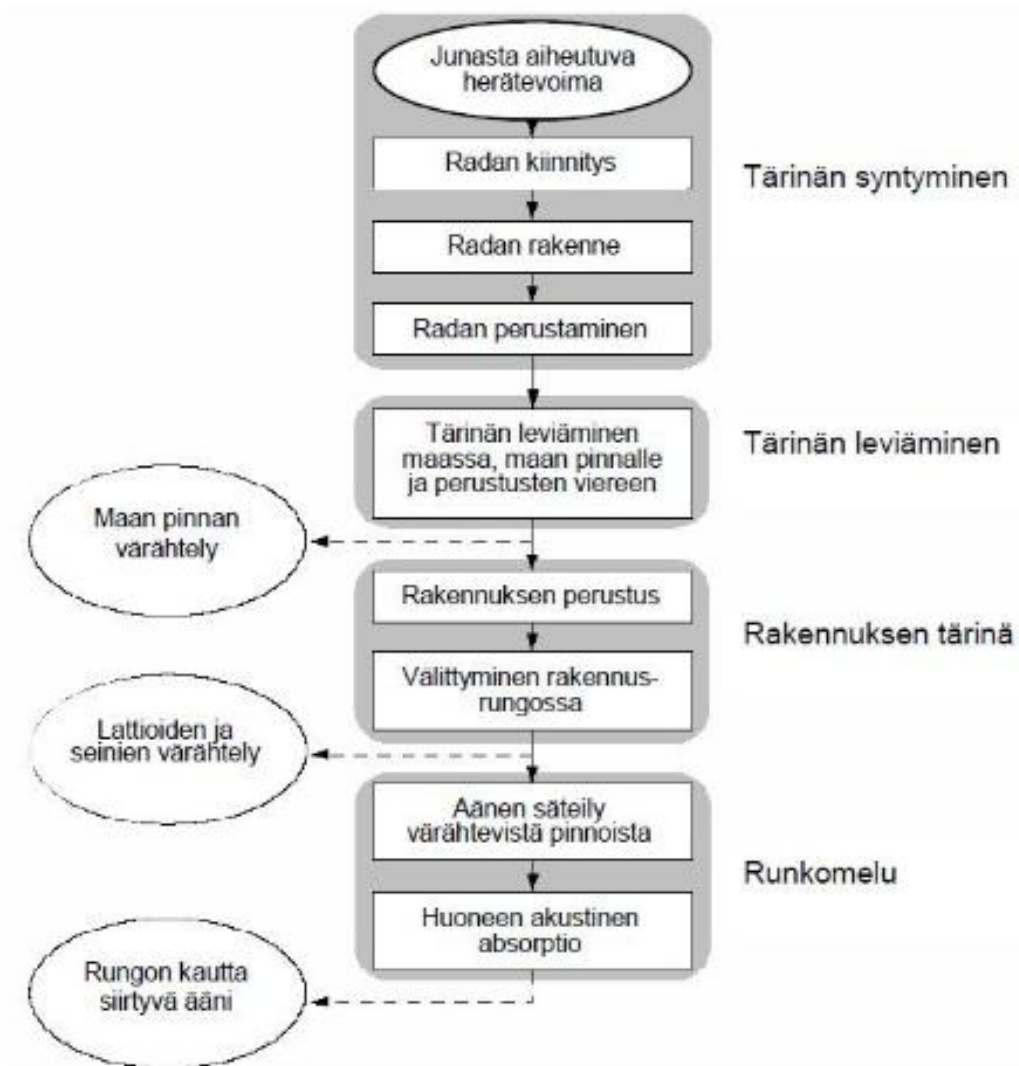 Junasta aiheutuva
herätevoima
Radan kiinnitys
Tärinän syntyminen
Radan rakenne
Radan perustaminen
Tärinän leviäminen
maassa, maan pinnalle
ja perustusten viereen
Tärinän leviäminen
Maan pinnan
värähtely
Rakennuksen perustus
Rakennuksen tärinä
Välittyminen rakennus-
rungossa
Lattioiden ja
seinien värähtely
Äänen säteily
värähtevistä pinnoista
Runkomelu
Huoneen akustinen
absorptio
Rungon kautta
siirtyvä ääni